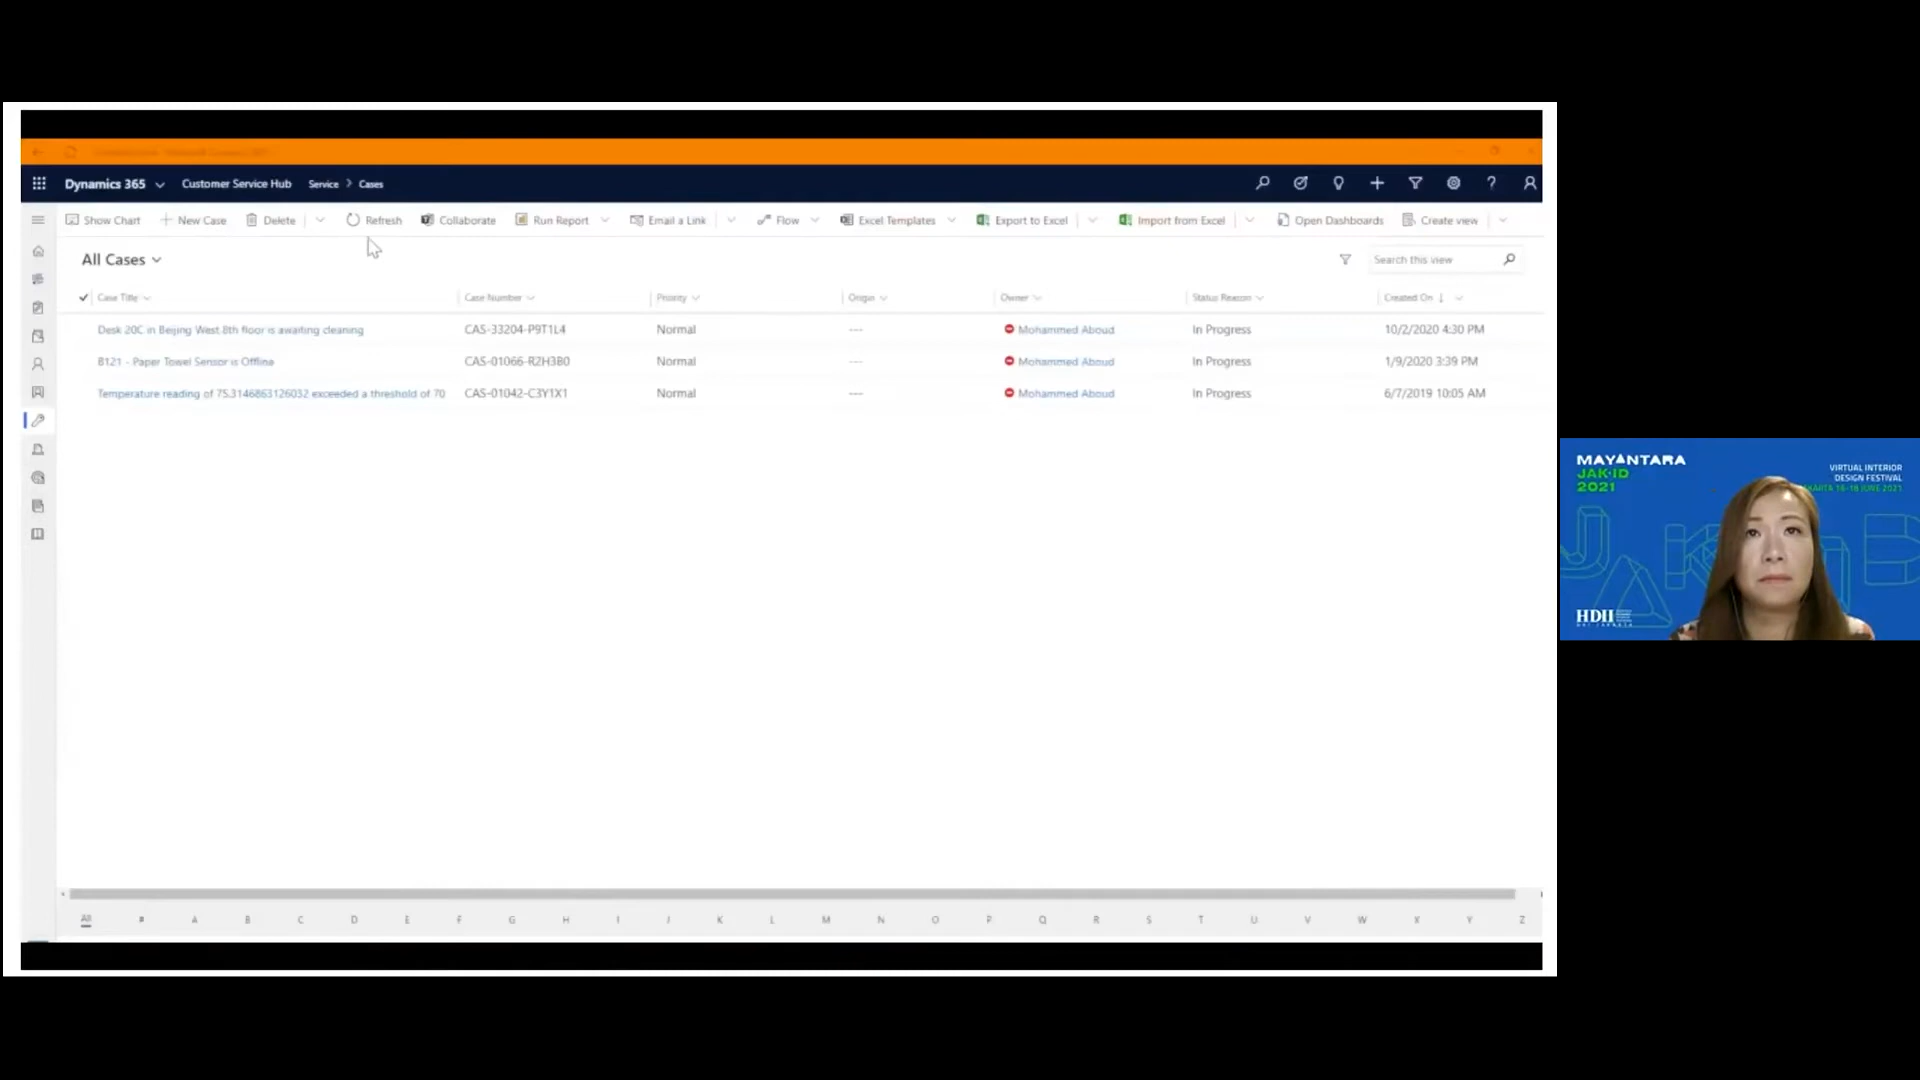 Dynamics 365 Customer Service Hub Service > Cases
Show Chart New Case Delete Refresh Collaborate Run Report Email a Link Flow Excel Templates Export to Excel Import from Excel Open Dashboards Create view
All Cases Search this view
Case Title Case Number Priority Origin Owner Status Reason Created On
Desk 20C in Beijing West 8th floor is awaiting cleaning CAS-33204-P9T1L4 Normal --- Mohammed Aboud In Progress 10/2/2020 4:30 PM
B121 - Paper Towel Sensor is Offline CAS-01066-R2H3B0 Normal --- Mohammed Aboud In Progress 1/9/2020 3:39 PM
Temperature reading of 75.3146863126032 exceeded a threshold of 70 CAS-01042-C3Y1X1 Normal --- Mohammed Aboud In Progress 6/7/2019 10:05 AM
All # A B C D E F G H I J K L M N O P Q R S T U V W X Y Z
MAYANTARA
JAK-ID
2021
VIRTUAL INTERIOR
DESIGN FESTIVAL
16-18 JUNE 2021
HDII